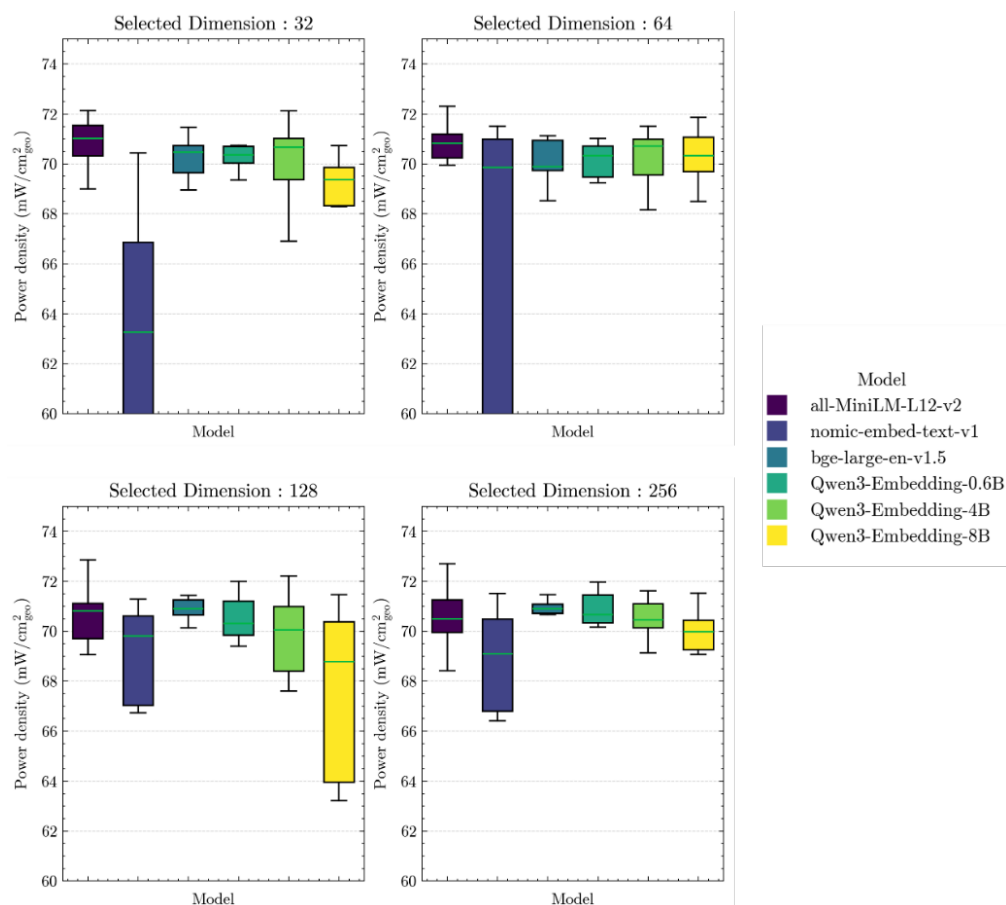 Selected Dimension : 32
Power density (mW/cm²geo)
74
72
70
68
66
64
62
60
Model
Selected Dimension : 64
Power density (mW/cm²geo)
74
72
70
68
66
64
62
60
Model
Selected Dimension : 128
Power density (mW/cm²geo)
74
72
70
68
66
64
62
60
Model
Selected Dimension : 256
Power density (mW/cm²geo)
74
72
70
68
66
64
62
60
Model
Model
all-MiniLM-L12-v2
nomic-embed-text-v1
bge-large-en-v1.5
Qwen3-Embedding-0.6B
Qwen3-Embedding-4B
Qwen3-Embedding-8B